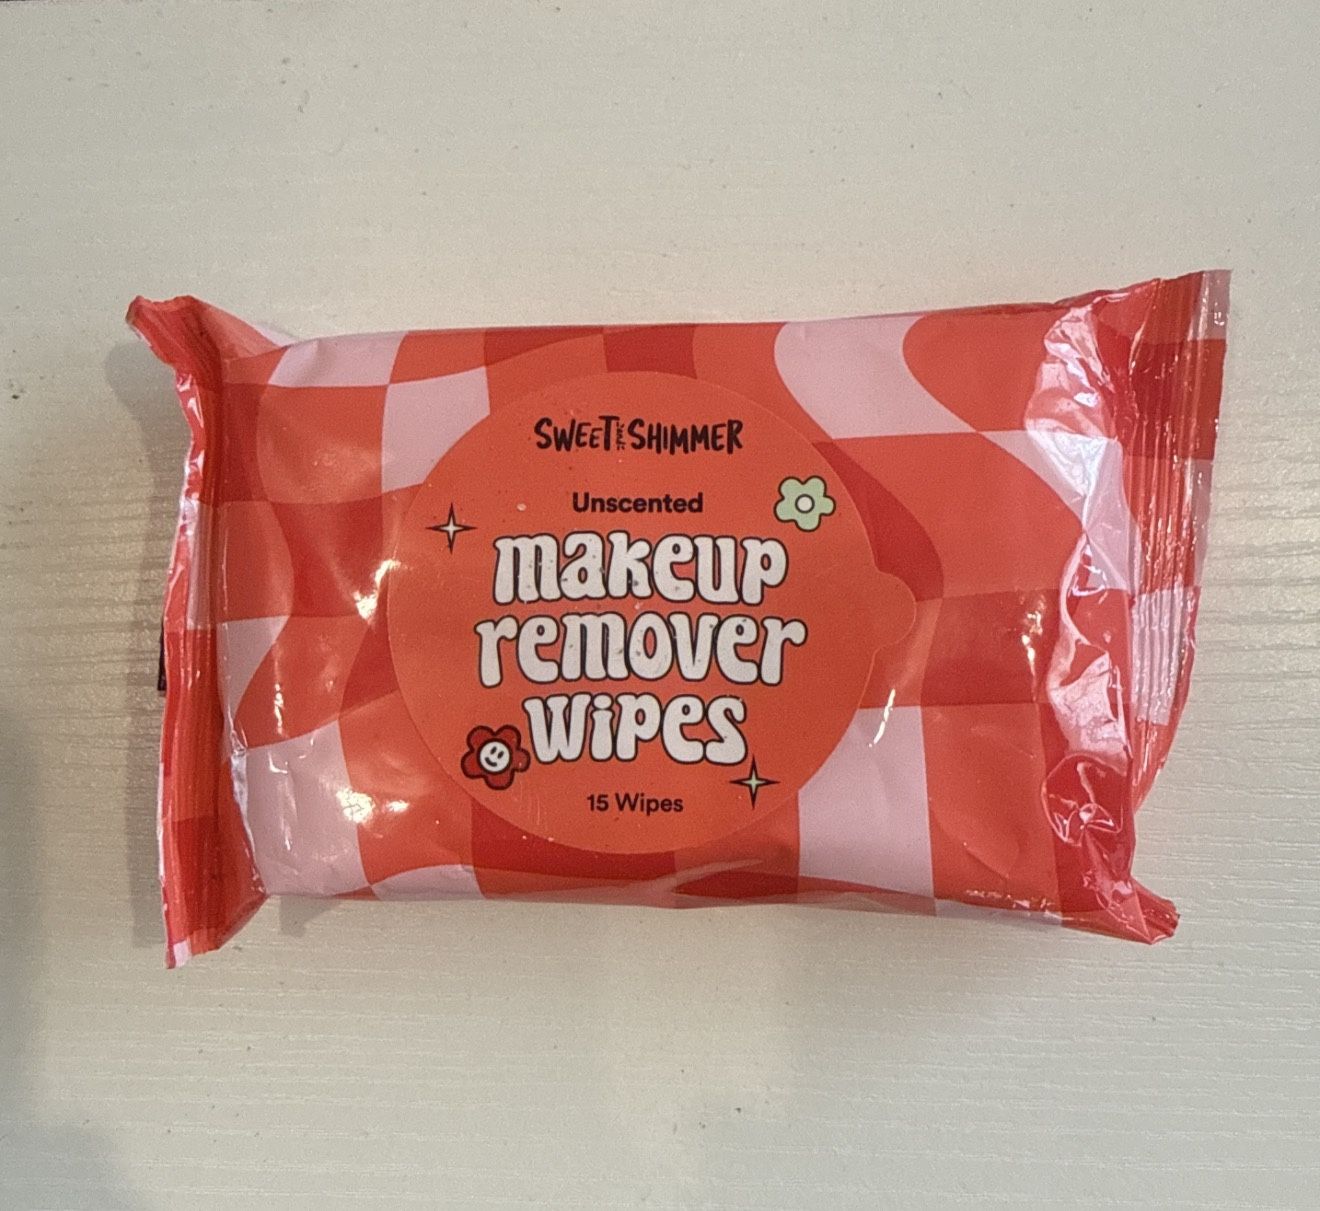 SWEET SHIMMER
Unscented
makeup
remover
wipes
15 Wipes